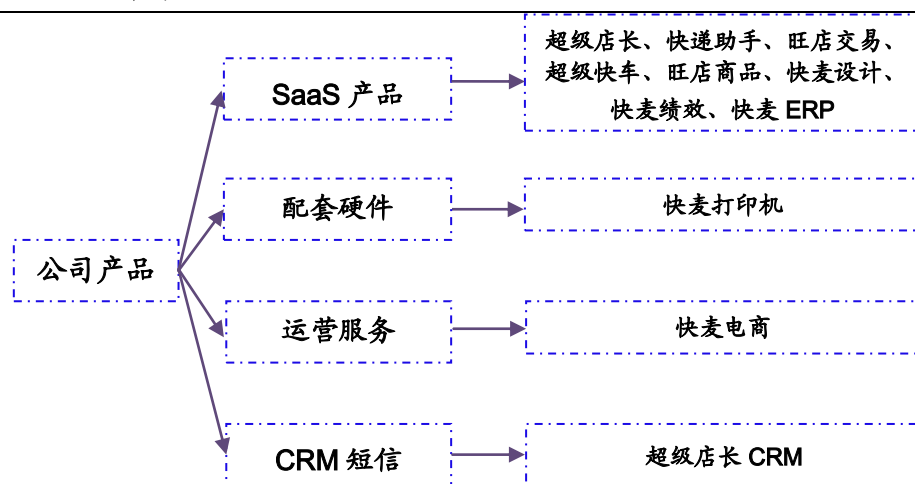 超级店长、快递助手、旺店交易、
超级快车、旺店商品、快麦设计、
快麦绩效、快麦 ERP
SaaS 产品
配套硬件
快麦打印机
公司产品
运营服务
快麦电商
CRM 短信
超级店长 CRM